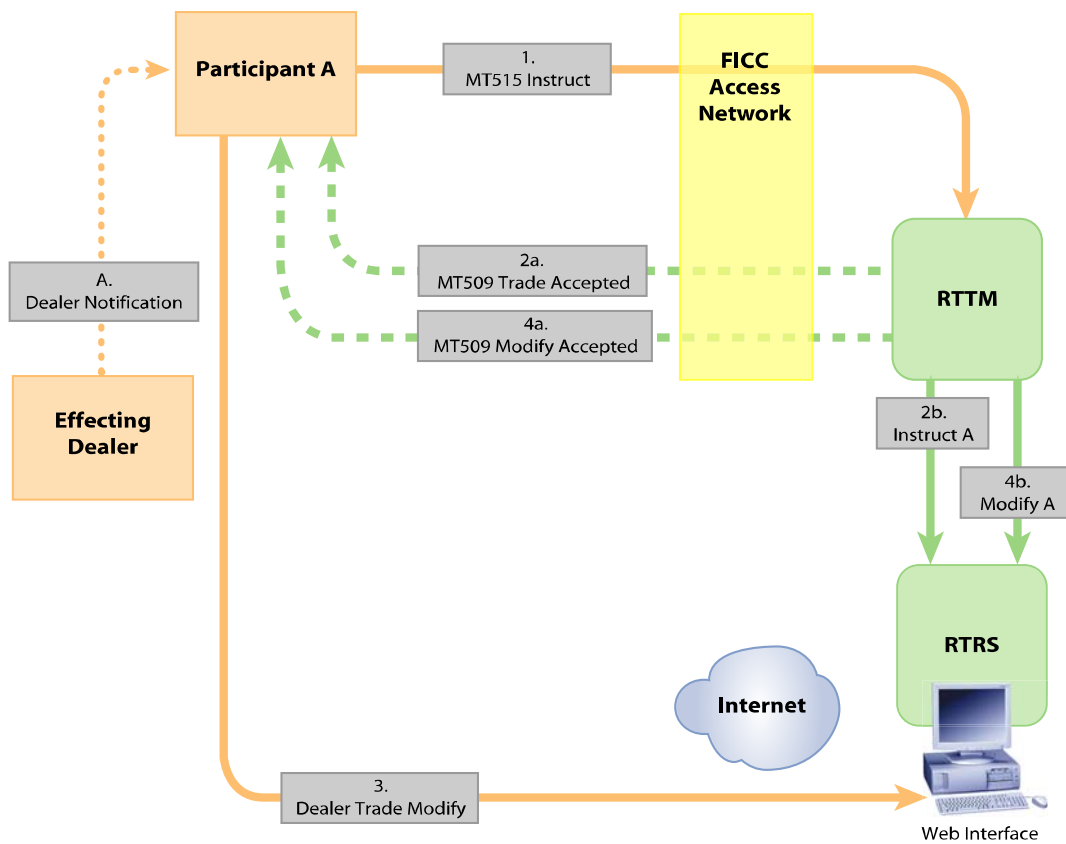 Participant A
1.
MT515 Instruct
FICC
Access
Network
A.
Dealer Notification
2a.
MT509 Trade Accepted
4a.
MT509 Modify Accepted
RTTM
Effecting
Dealer
2b.
Instruct A
4b.
Modify A
RTRS
Internet
3.
Dealer Trade Modify
Web Interface